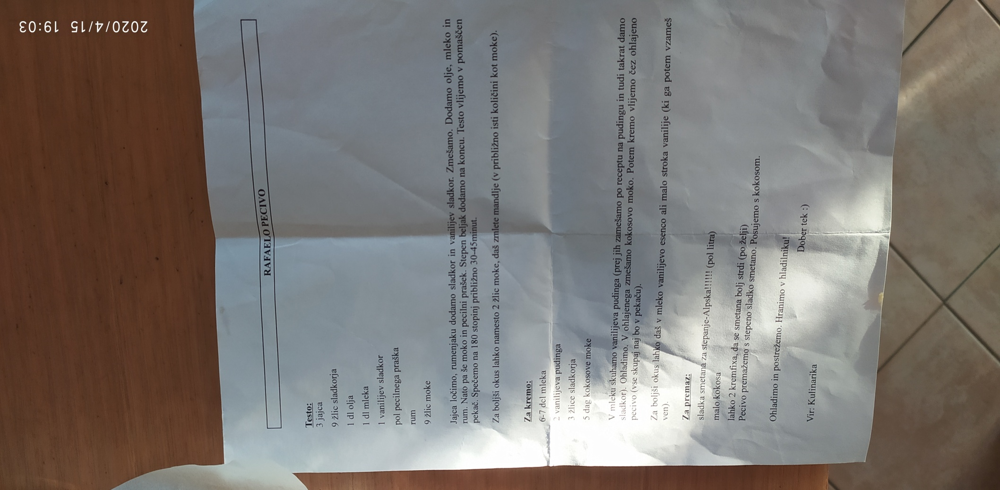 2020/4/15 19:03
RAFAELO PECIVO
Testo:
3 jajca
9 žlic sladkorja
1 dl olja
1 dl mleka
1 vanilijev sladkor
pol pecilnega praška
rum
9 žlic moke
Jajca ločimo, rumenjaku dodamo sladkor in vanilijev sladkor. Zmešamo. Dodamo olje, mleko in
rum. Nato pa še moko in pecilni prašek. Stepen beljak dodamo na koncu. Testo vlijemo v pomaščen
pekač. Spečemo na 180 stopinj približno 30-45minut.
Za boljši okus lahko namesto 2 žlic moke, daš zmlete mandlje (v približno isti količini kot moke).
Za kremo:
6-7 dcl mleka
2 vanilijeva pudinga
3 žlice sladkorja
5 dag kokosove moke
V mleku skuhamo vanilijeva pudinga (prej jih zamešamo po receptu na pudingu in tudi takrat damo
sladkor). Ohladimo. V ohlajenega zmešamo kokosovo moko. Potem kremo vlijemo čez ohlajeno
pecivo (vse skupaj naj bo v pekaču).
Za boljši okus lahko daš v mleko vanilijevo esenco ali malo stroka vanilije (ki ga potem vzameš
ven).
Za premaz:
sladka smetana za stepanje-Alpska!!!!!! (pol litra)
malo kokosa
lahko 2 kremfixa, da se smetana bolj strdi (po želji)
Pecivo premažemo s stepeno sladko smetano. Posujemo s kokosom.
Ohladimo in postrežemo. Hranimo v hladilniku!
Dober tek :)
Vir: Kulinarika